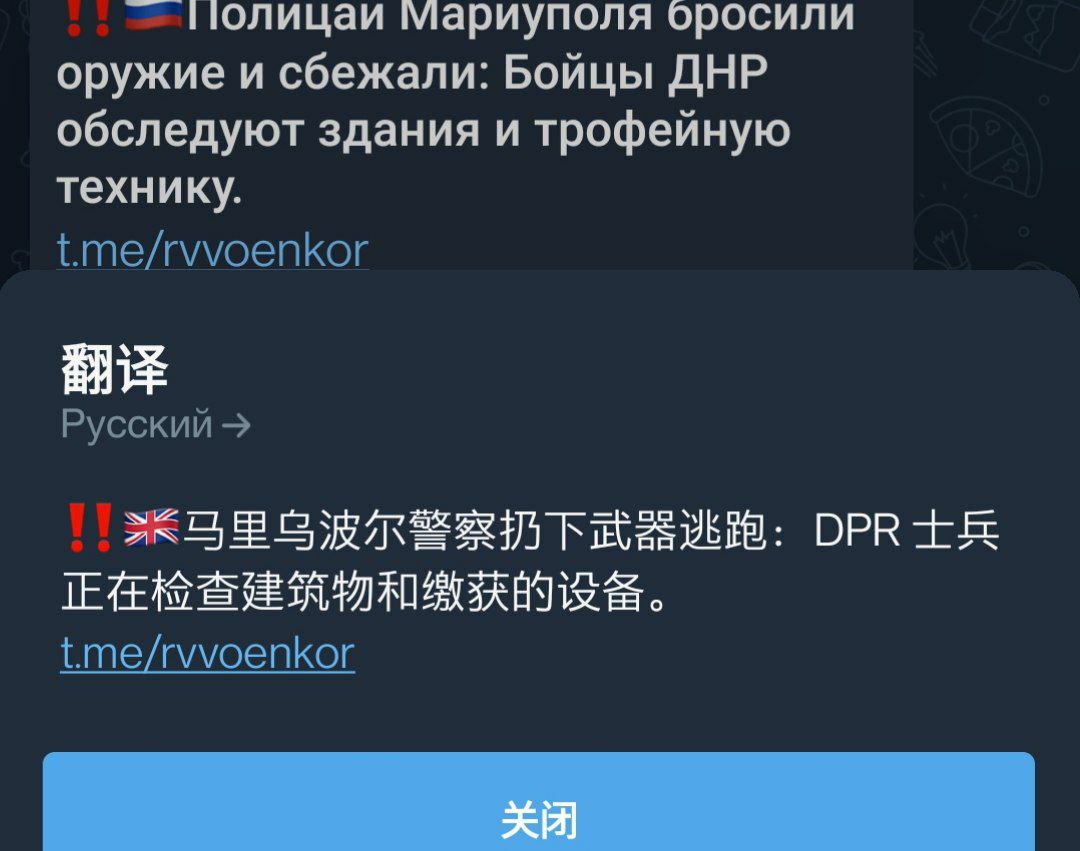 ‼️🇷🇺Полицаи Мариуполя бросили
оружие и сбежали: Бойцы ДНР
обследуют здания и трофейную
технику.
t.me/rvvoenkor
翻译
Русский →
‼️🇬🇧马里乌波尔警察扔下武器逃跑：DPR 士兵
正在检查建筑物和缴获的设备。
t.me/rvvoenkor
关闭